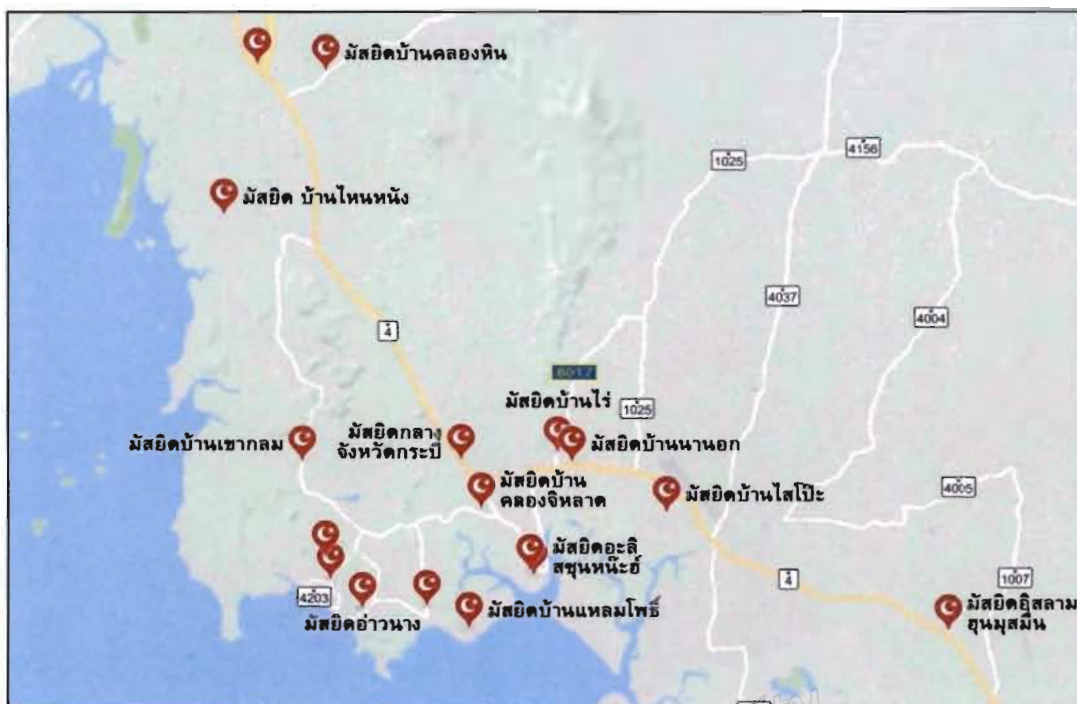 มัสยิดบ้านคลองหิน
1025
4156
มัสยิด บ้านไหนหนัง
4037
4004
4
6017
มัสยิดบ้านไร่
1025
มัสยิดบ้านเขากลม
มัสยิดกลาง
จังหวัดกระบี่
มัสยิดบ้านนานอก
มัสยิดบ้าน
คลองจิหลาด
มัสยิดบ้านไสโป๊ะ
4005
มัสยิดอะลิ
สซุนหน๊ะฮ์
4
1007
4203
มัสยิดอ่าวนาง
มัสยิดบ้านแหลมโพธิ์
มัสยิดอิสลาม
ฮุนมุสมีน